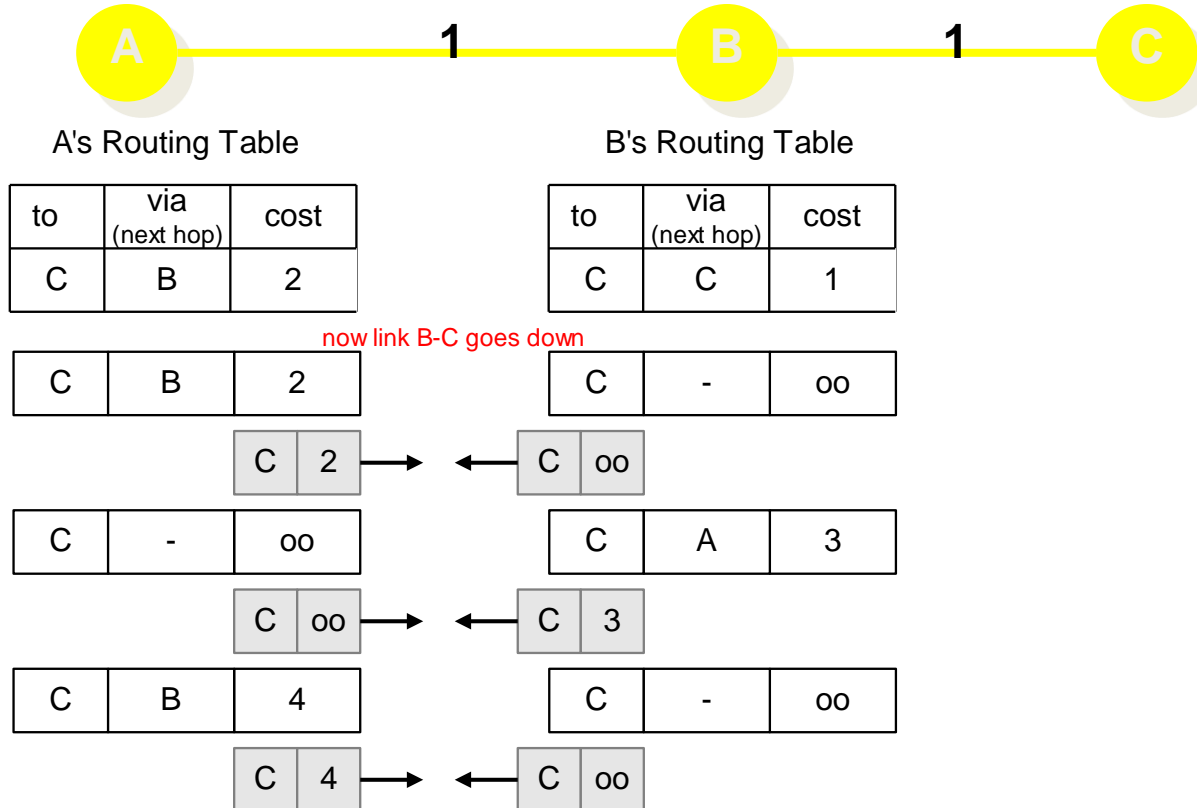 A 1 B 1 C
A's Routing Table B's Routing Table
to via (next hop) cost to via (next hop) cost
C B 2 C C 1
now link B-C goes down
C B 2 C - oo
C 2 C oo
C - oo C A 3
C oo C 3
C B 4 C - oo
C 4 C oo